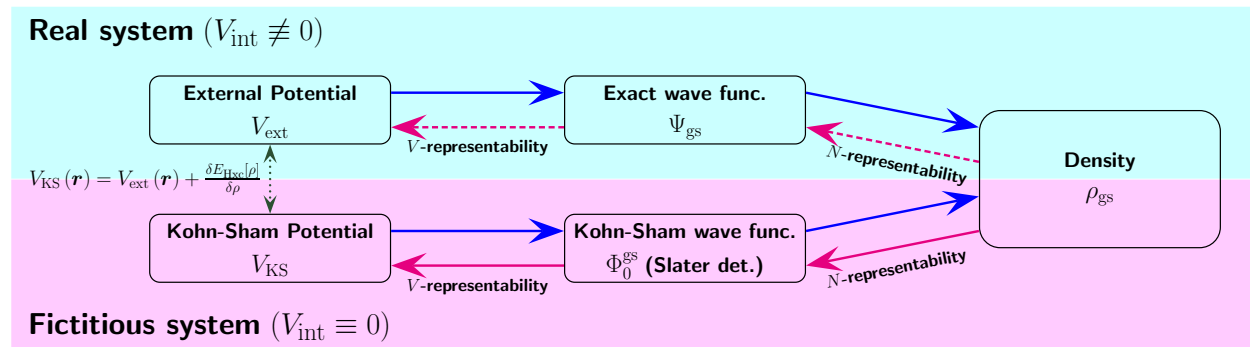 Real system (V_int ≢ 0)
External Potential
V_ext
Exact wave func.
Ψ_gs
V-representability
N-representability
Density
ρ_gs
V_KS (r) = V_ext (r) + δE_Hxc[ρ]/δρ
Kohn-Sham Potential
V_KS
Kohn-Sham wave func.
Φ_0^gs (Slater det.)
V-representability
N-representability
Fictitious system (V_int ≡ 0)